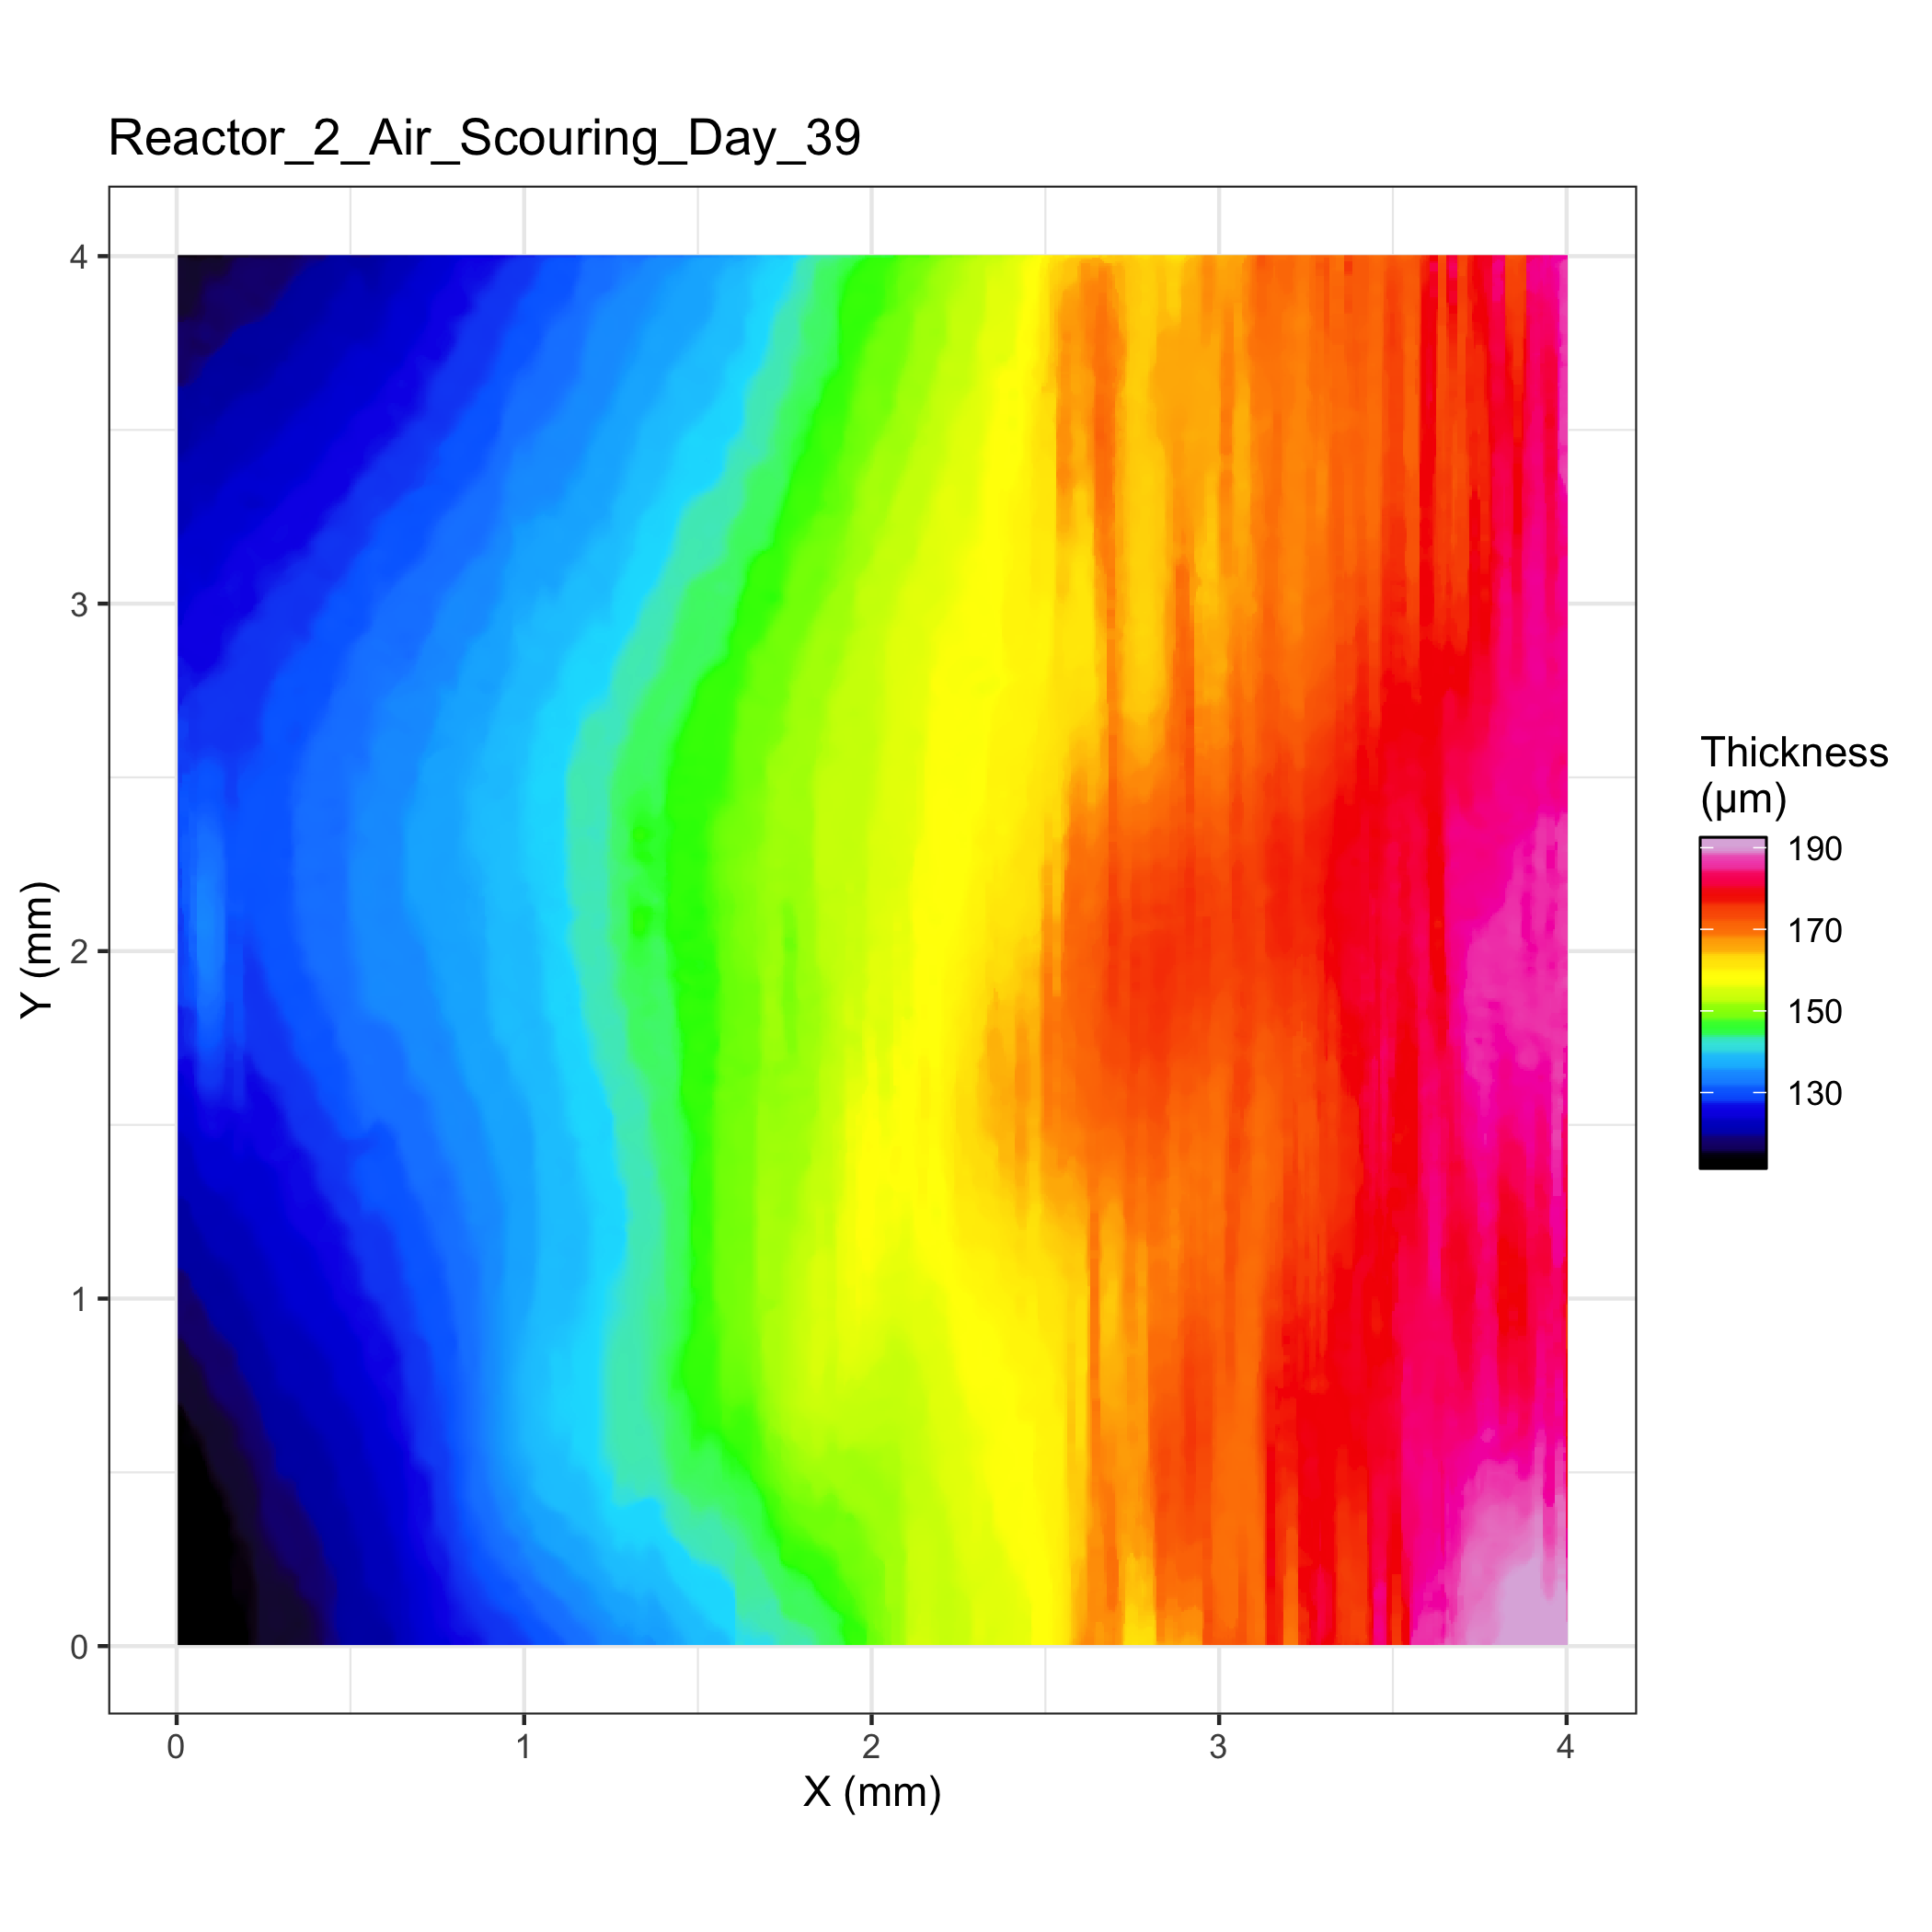 Reactor_2_Air_Scouring_Day_39
4
3
2
1
0
Y (mm)
0 1 2 3 4
X (mm)
Thickness
(μm)
190
170
150
130